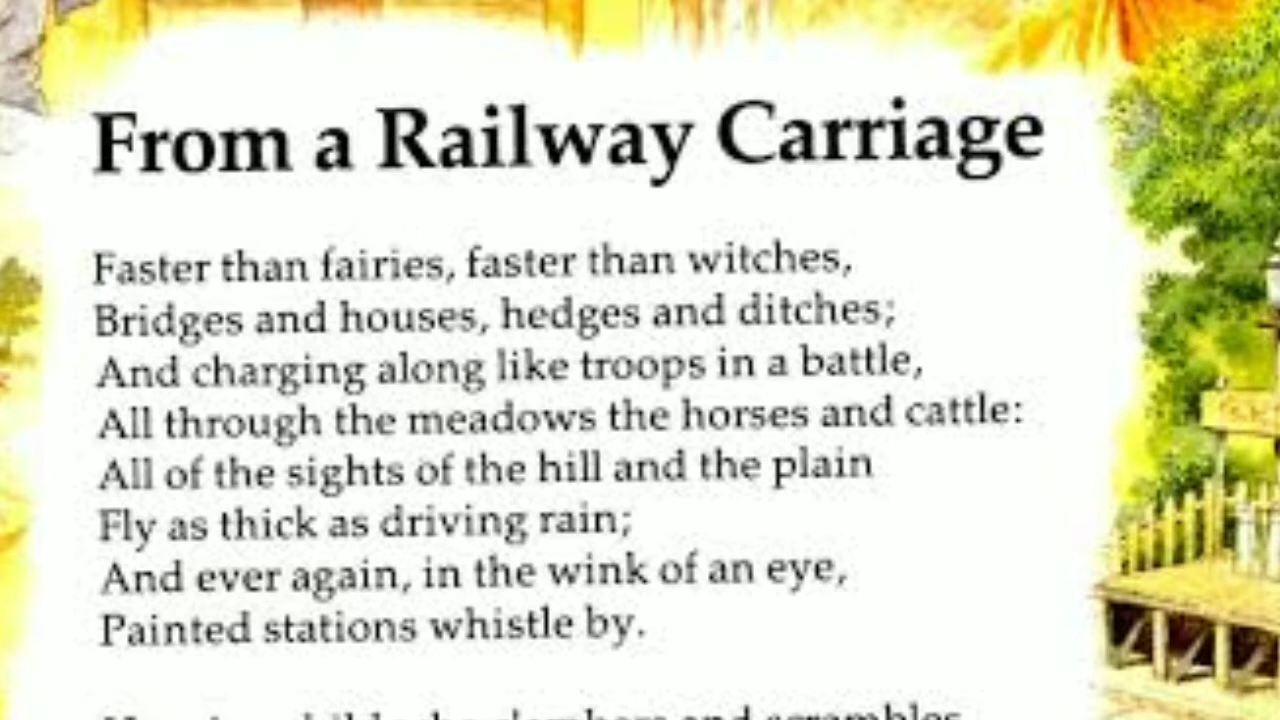 From a Railway Carriage
Faster than fairies, faster than witches,
Bridges and houses, hedges and ditches;
And charging along like troops in a battle,
All through the meadows the horses and cattle:
All of the sights of the hill and the plain
Fly as thick as driving rain;
And ever again, in the wink of an eye,
Painted stations whistle by.
and scrambles,